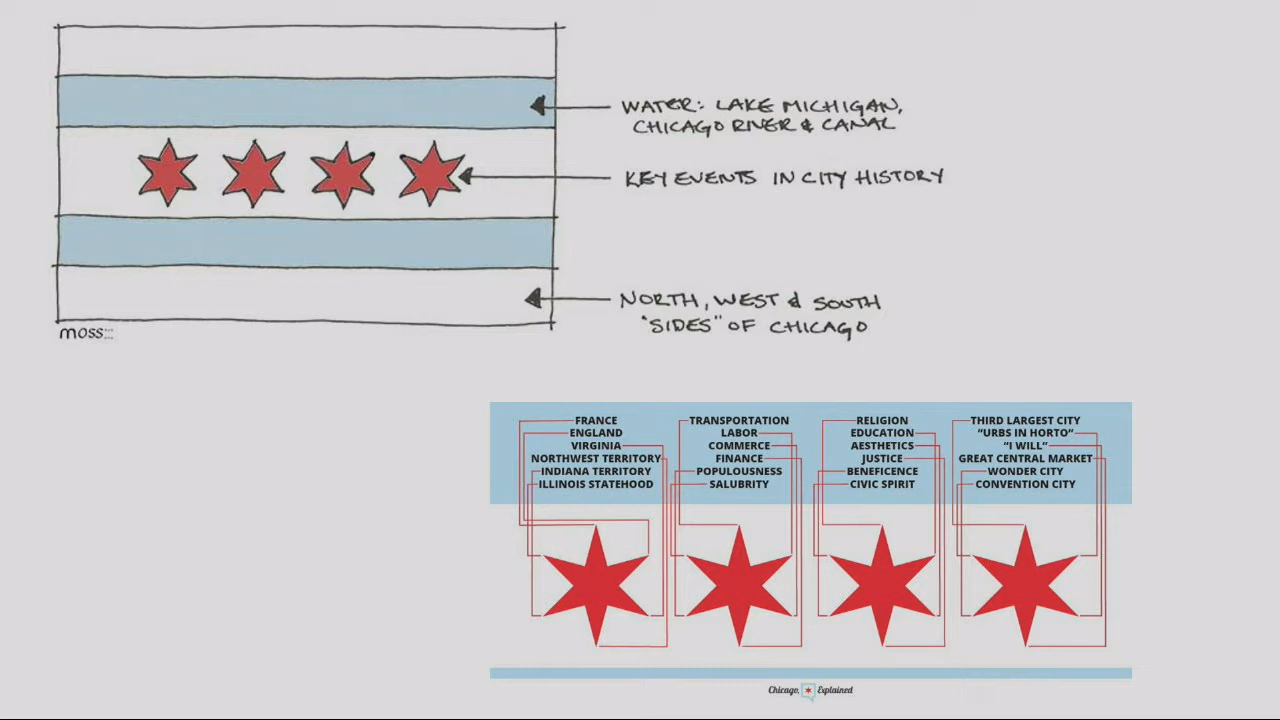 WATER: LAKE MICHIGAN,
CHICAGO RIVER & CANAL
KEY EVENTS IN CITY HISTORY
NORTH, WEST & SOUTH
"SIDES" OF CHICAGO
moss
FRANCE
ENGLAND
VIRGINIA
NORTHWEST TERRITORY
INDIANA TERRITORY
ILLINOIS STATEHOOD
TRANSPORTATION
LABOR
COMMERCE
FINANCE
POPULOUSNESS
SALUBRITY
RELIGION
EDUCATION
AESTHETICS
JUSTICE
BENEFICENCE
CIVIC SPIRIT
THIRD LARGEST CITY
"URBS IN HORTO"
"I WILL"
GREAT CENTRAL MARKET
WONDER CITY
CONVENTION CITY
Chicago, Explained